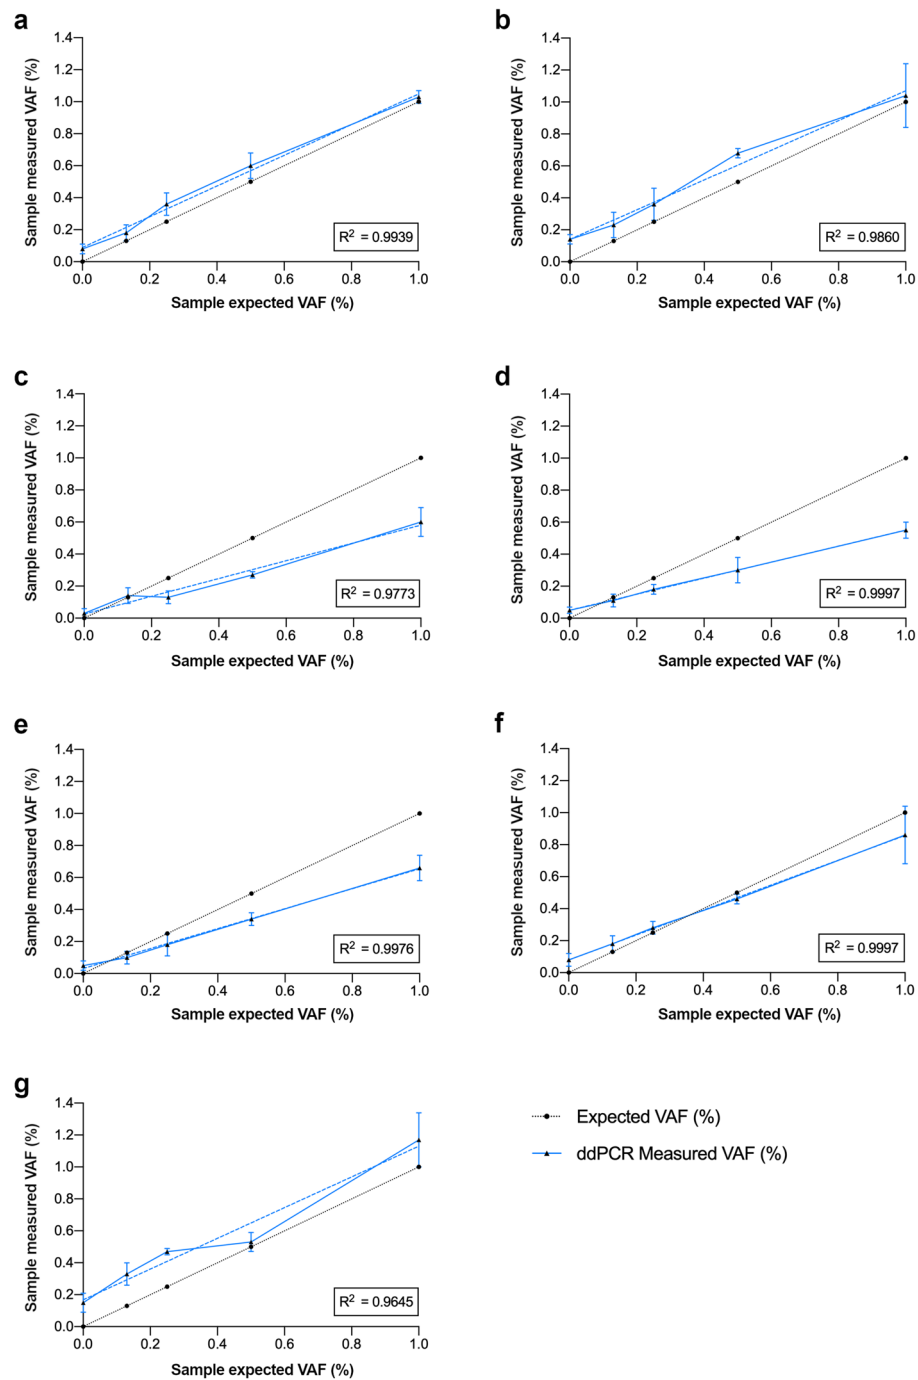 a
Sample measured VAF (%)
1.4
1.2
1.0
0.8
0.6
0.4
0.2
0.0
R² = 0.9939
0.0 0.2 0.4 0.6 0.8 1.0
Sample expected VAF (%)
b
Sample measured VAF (%)
1.4
1.2
1.0
0.8
0.6
0.4
0.2
0.0
R² = 0.9860
0.0 0.2 0.4 0.6 0.8 1.0
Sample expected VAF (%)
c
Sample measured VAF (%)
1.4
1.2
1.0
0.8
0.6
0.4
0.2
0.0
R² = 0.9773
0.0 0.2 0.4 0.6 0.8 1.0
Sample expected VAF (%)
d
Sample measured VAF (%)
1.4
1.2
1.0
0.8
0.6
0.4
0.2
0.0
R² = 0.9997
0.0 0.2 0.4 0.6 0.8 1.0
Sample expected VAF (%)
e
Sample measured VAF (%)
1.4
1.2
1.0
0.8
0.6
0.4
0.2
0.0
R² = 0.9976
0.0 0.2 0.4 0.6 0.8 1.0
Sample expected VAF (%)
f
Sample measured VAF (%)
1.4
1.2
1.0
0.8
0.6
0.4
0.2
0.0
R² = 0.9997
0.0 0.2 0.4 0.6 0.8 1.0
Sample expected VAF (%)
g
Sample measured VAF (%)
1.4
1.2
1.0
0.8
0.6
0.4
0.2
0.0
R² = 0.9645
0.0 0.2 0.4 0.6 0.8 1.0
Sample expected VAF (%)
Expected VAF (%)
ddPCR Measured VAF (%)